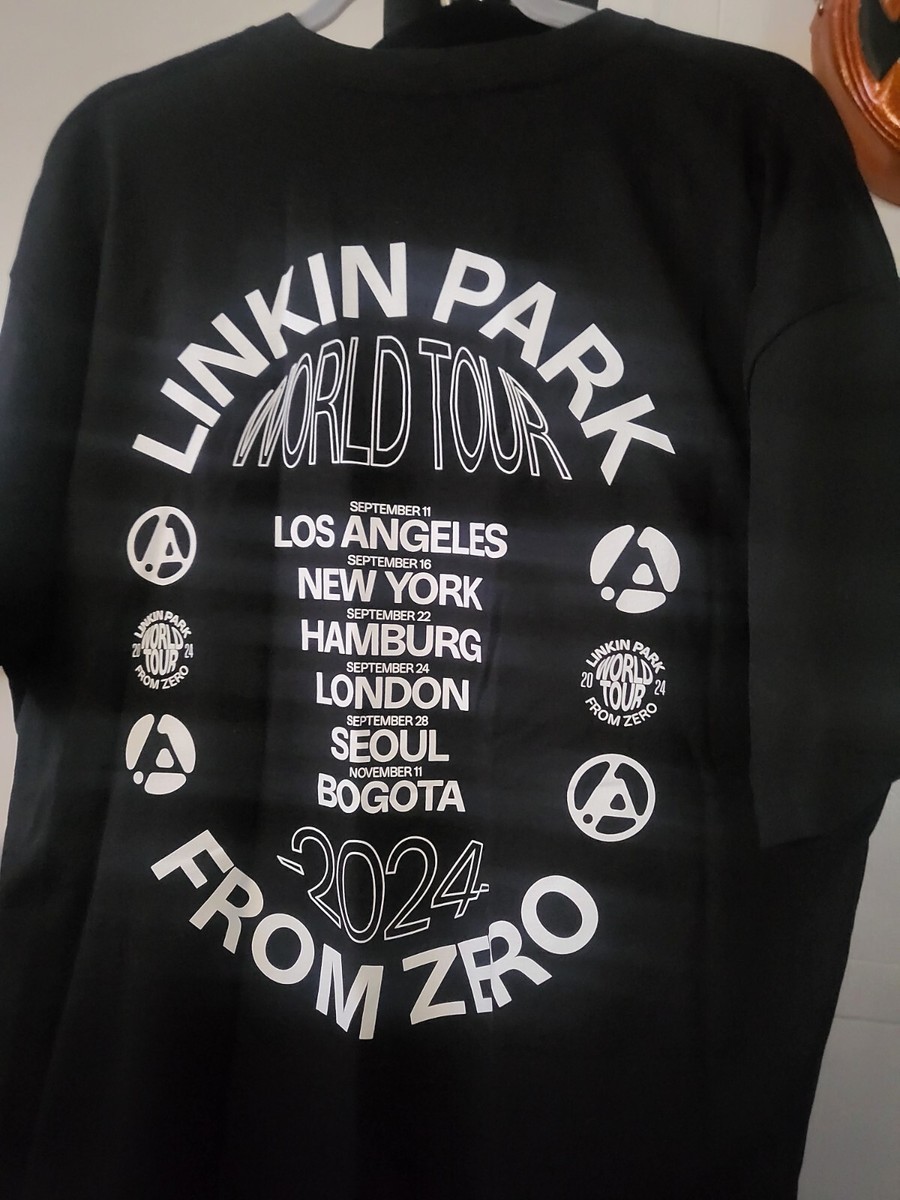 LINKIN PARK
WORLD TOUR
SEPTEMBER 11
LOS ANGELES
SEPTEMBER 16
NEW YORK
SEPTEMBER 22
HAMBURG
SEPTEMBER 24
LONDON
SEPTEMBER 28
SEOUL
NOVEMBER 11
BOGOTA
2024
FROM ZERO
LINKIN PARK
20 WORLD TOUR 24
FROM ZERO
LINKIN PARK
20 WORLD TOUR 24
FROM ZERO